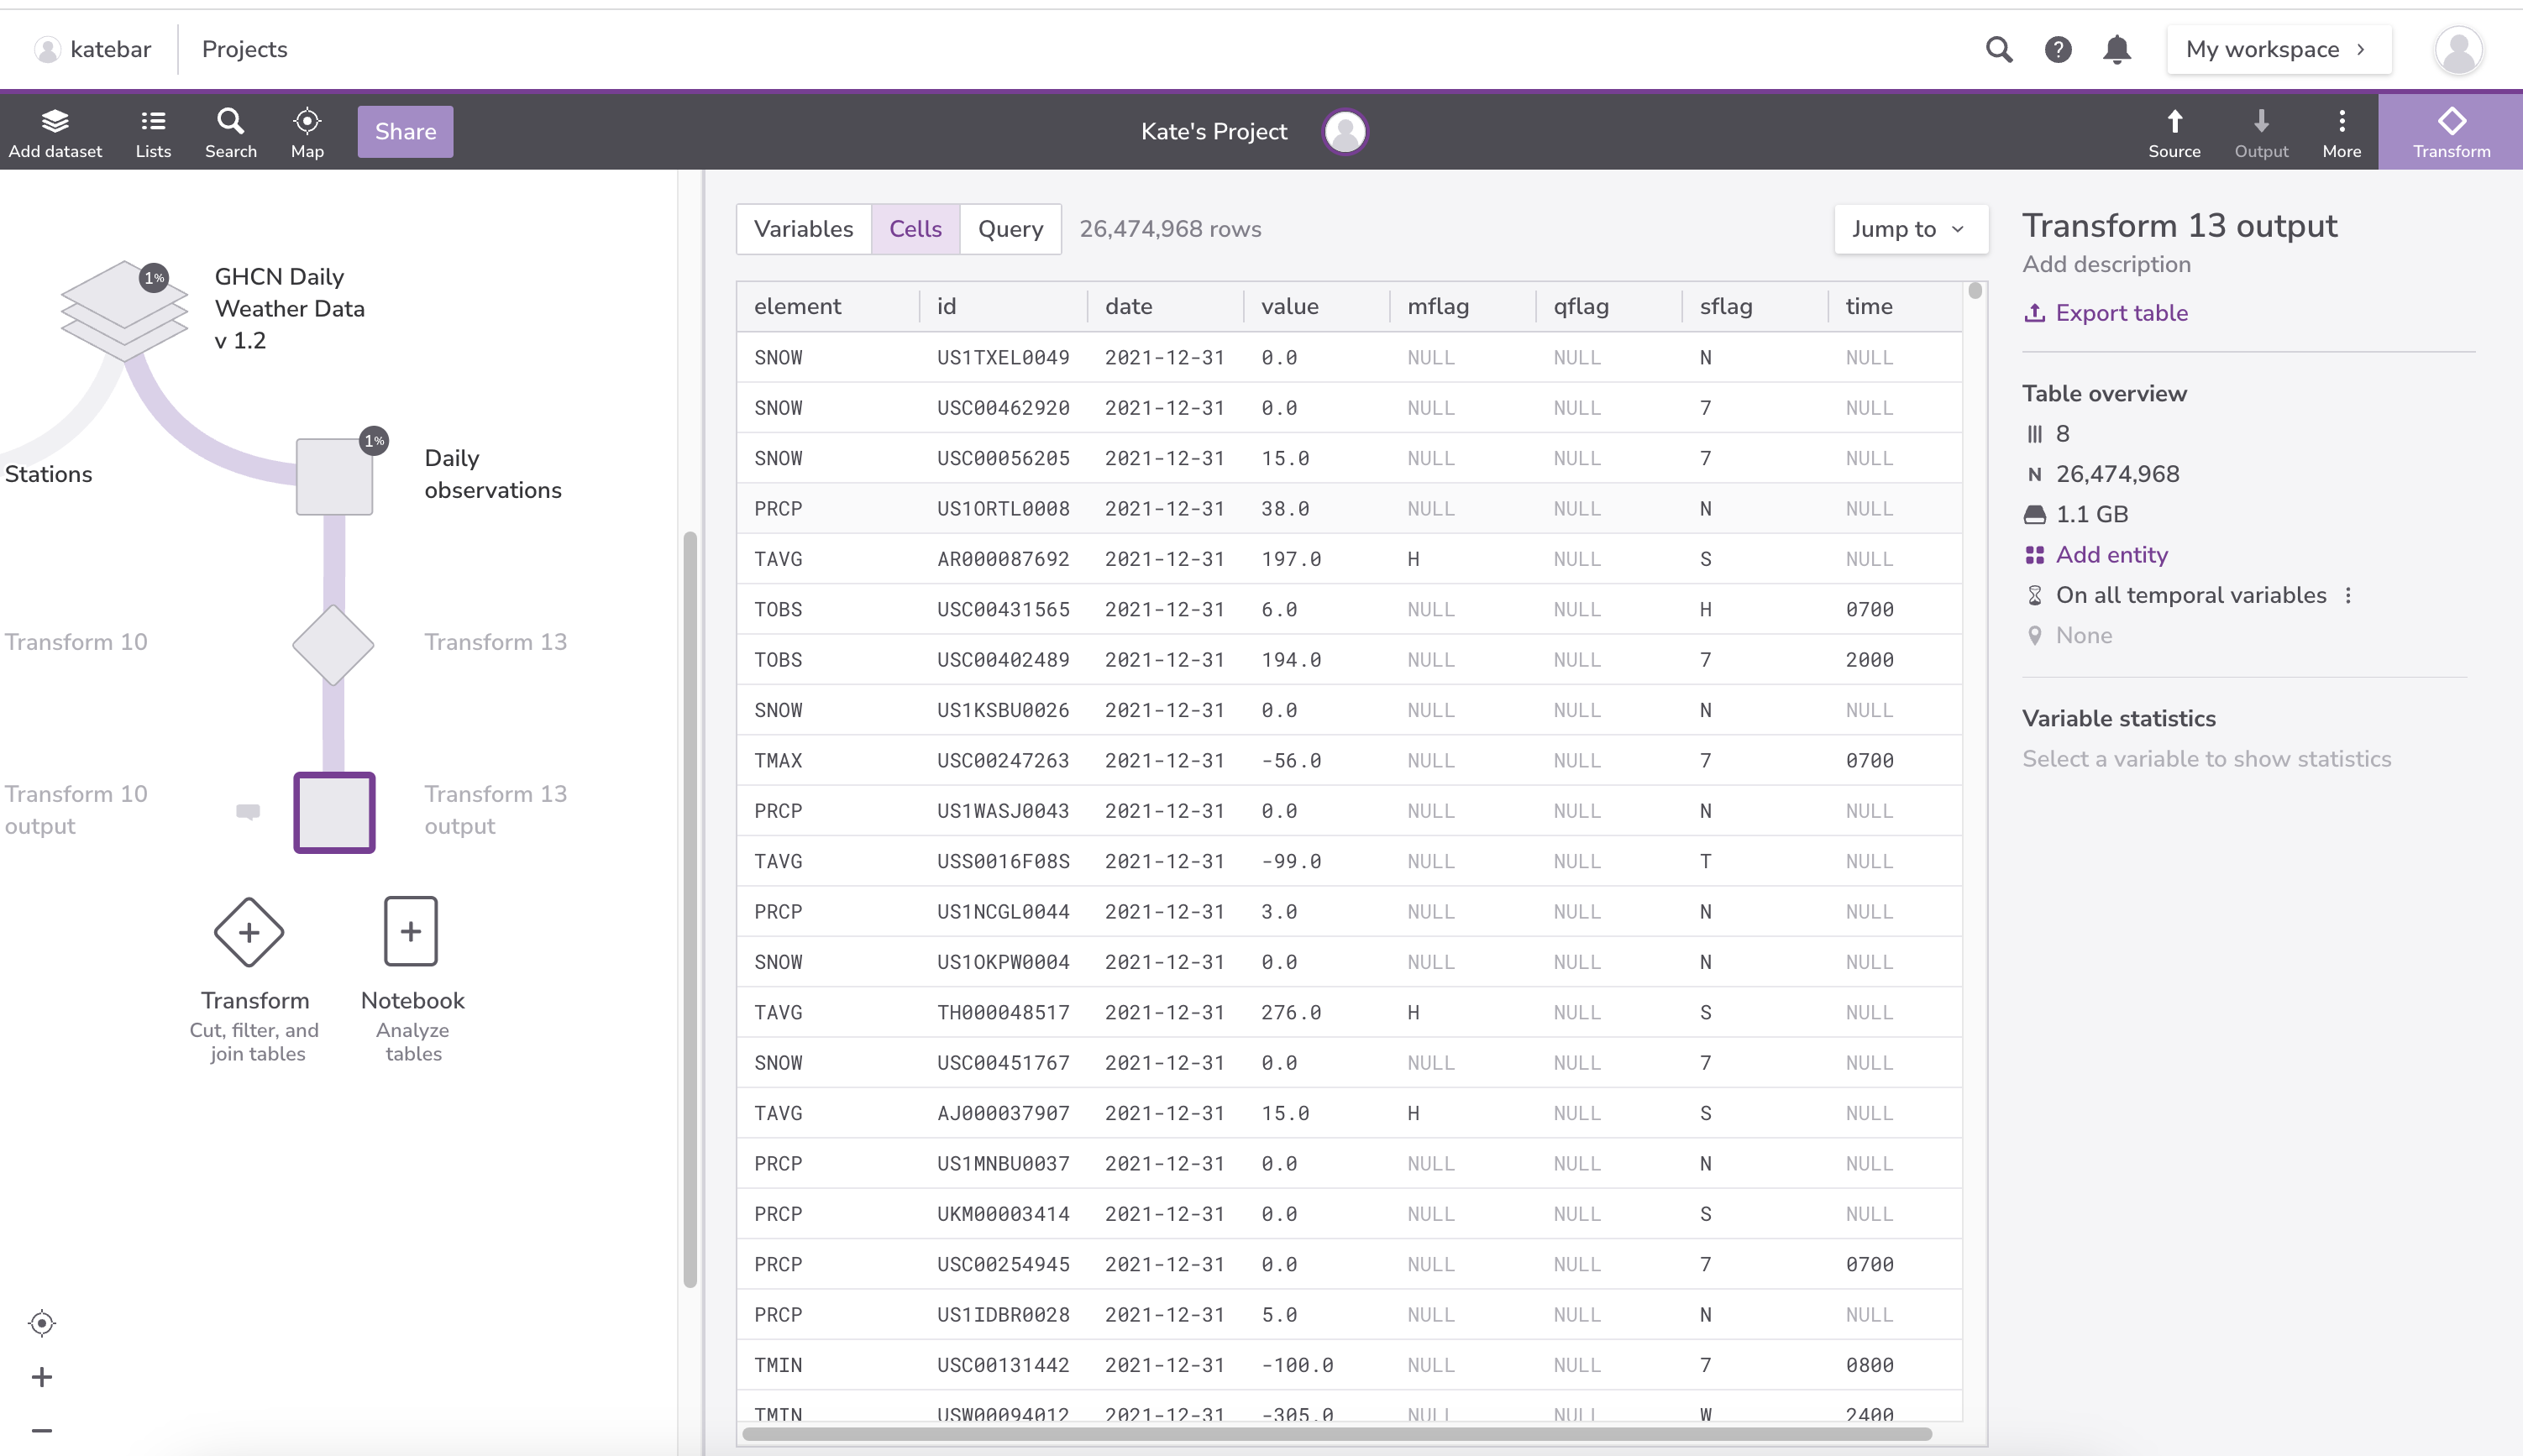 katebar Projects My workspace
Add dataset Lists Search Map Share Kate's Project Source Output More Transform
1%
GHCN Daily
Weather Data
v 1.2
Stations
1%
Daily
observations
Transform 10 Transform 13
Transform 10
output
Transform 13
output
Transform
Cut, filter, and
join tables
Notebook
Analyze
tables
Variables Cells Query 26,474,968 rows Jump to
element id date value mflag qflag sflag time
SNOW US1TXEL0049 2021-12-31 0.0 NULL NULL N NULL
SNOW USC00462920 2021-12-31 0.0 NULL NULL 7 NULL
SNOW USC00056205 2021-12-31 15.0 NULL NULL 7 NULL
PRCP US1ORTL0008 2021-12-31 38.0 NULL NULL N NULL
TAVG AR000087692 2021-12-31 197.0 H NULL S NULL
TOBS USC00431565 2021-12-31 6.0 NULL NULL H 0700
TOBS USC00402489 2021-12-31 194.0 NULL NULL 7 2000
SNOW US1KSBU0026 2021-12-31 0.0 NULL NULL N NULL
TMAX USC00247263 2021-12-31 -56.0 NULL NULL 7 0700
PRCP US1WASJ0043 2021-12-31 0.0 NULL NULL N NULL
TAVG USS0016F08S 2021-12-31 -99.0 NULL NULL T NULL
PRCP US1NCGL0044 2021-12-31 3.0 NULL NULL N NULL
SNOW US1OKPW0004 2021-12-31 0.0 NULL NULL N NULL
TAVG TH000048517 2021-12-31 276.0 H NULL S NULL
SNOW USC00451767 2021-12-31 0.0 NULL NULL 7 NULL
TAVG AJ000037907 2021-12-31 15.0 H NULL S NULL
PRCP US1MNBU0037 2021-12-31 0.0 NULL NULL N NULL
PRCP UKM00003414 2021-12-31 0.0 NULL NULL S NULL
PRCP USC00254945 2021-12-31 0.0 NULL NULL 7 0700
PRCP US1IDBR0028 2021-12-31 5.0 NULL NULL N NULL
TMIN USC00131442 2021-12-31 -100.0 NULL NULL 7 0800
TMIN USW00094012 2021-12-31 -305.0 NULL NULL W 2400
Transform 13 output
Add description
Export table
Table overview
8
N 26,474,968
1.1 GB
Add entity
On all temporal variables
None
Variable statistics
Select a variable to show statistics